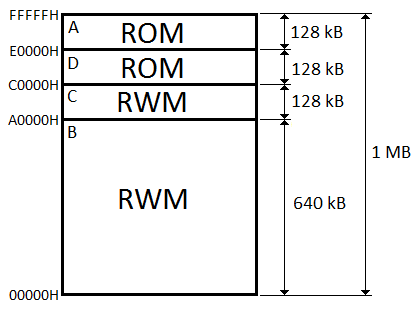 FFFFFH
A
ROM
128 kB
E0000H
D
ROM
128 kB
C0000H
C
RWM
128 kB
A0000H
B
RWM
640 kB
1 MB
00000H